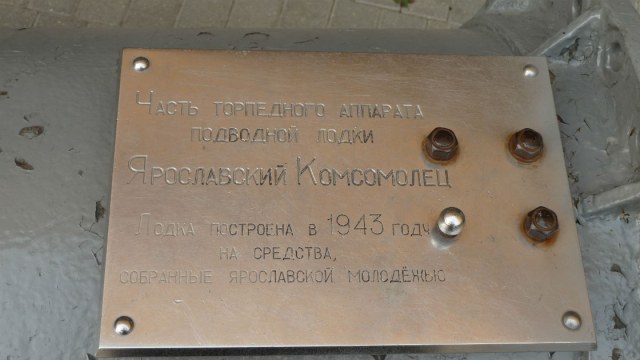 Часть торпедного аппарата
подводной лодки
Ярославский Комсомолец
Лодка построена в 1943 году
на средства,
собранные ярославской молодёжью